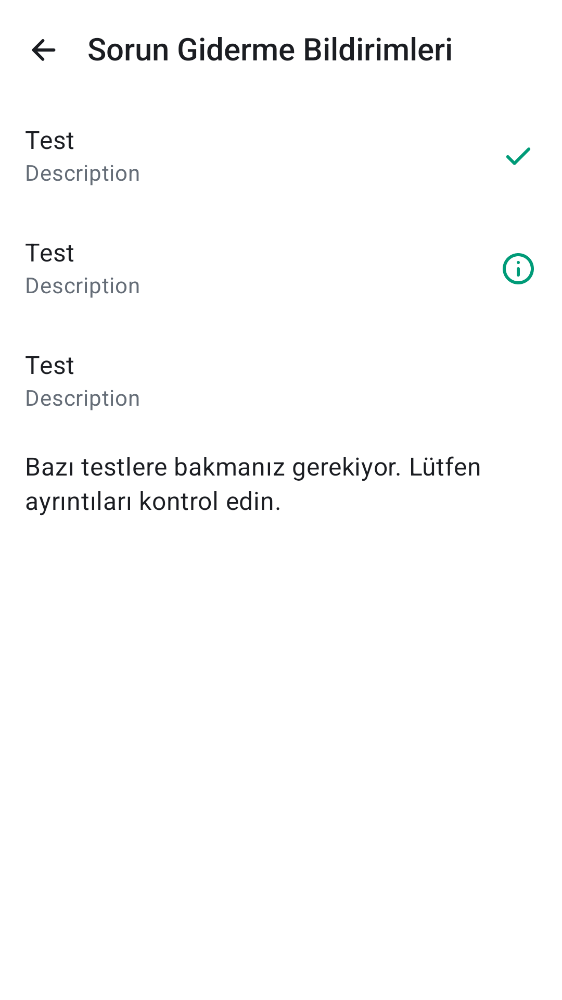 Sorun Giderme Bildirimleri
Test
Description
Test
Description
Test
Description
Bazı testlere bakmanız gerekiyor. Lütfen
ayrıntıları kontrol edin.